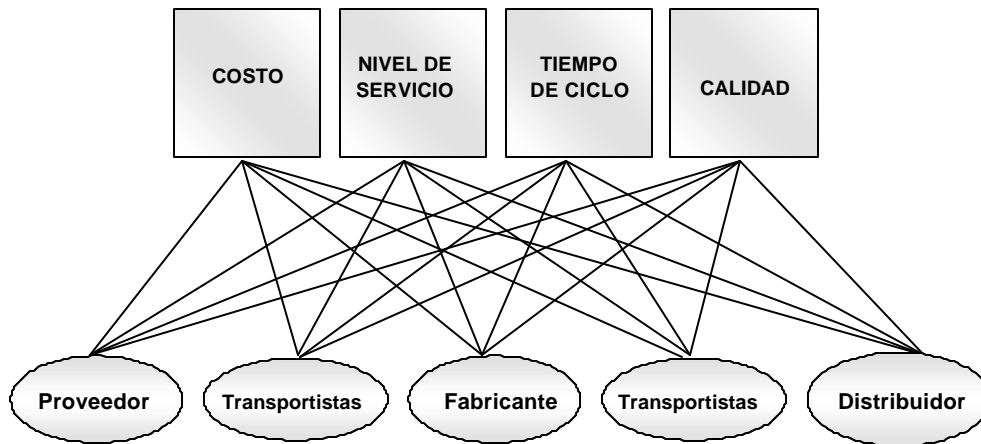 COSTO
NIVEL DE
SERVICIO
TIEMPO
DE CICLO
CALIDAD
Proveedor
Transportistas
Fabricante
Transportistas
Distribuidor